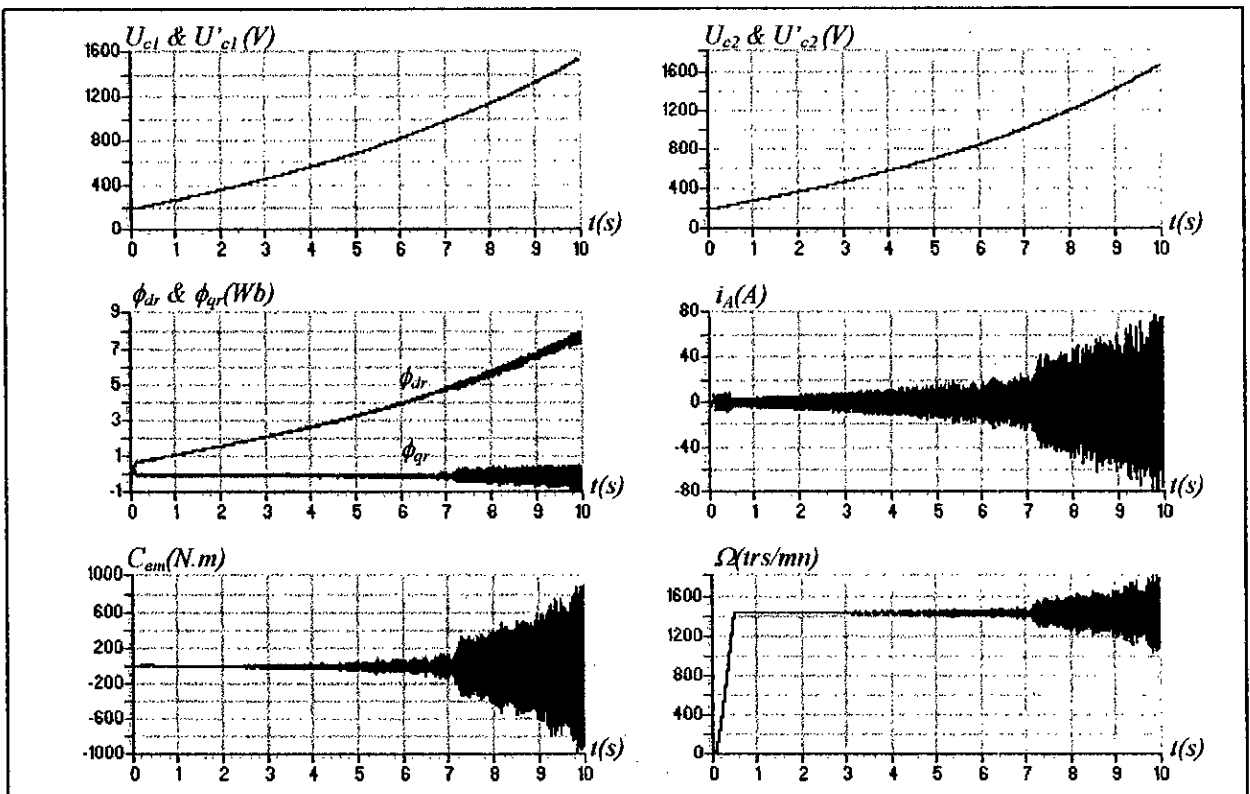 U_c1 & U'_c1 (V)
1600
1200
800
400
0
0 1 2 3 4 5 6 7 8 9 10
t(s)
U_c2 & U'_c2 (V)
1600
1200
800
400
0
0 1 2 3 4 5 6 7 8 9 10
t(s)
ϕ_dr & ϕ_qr (Wb)
9
7
5
3
1
-1
ϕ_dr
ϕ_qr
0 1 2 3 4 5 6 7 8 9 10
t(s)
i_A (A)
80
40
0
-40
-80
0 1 2 3 4 5 6 7 8 9 10
t(s)
C_em (N.m)
1000
600
200
-200
-600
-1000
0 1 2 3 4 5 6 7 8 9 10
t(s)
Ω(trs/mn)
1600
1400
800
400
0
0 1 2 3 4 5 6 7 8 9 10
t(s)